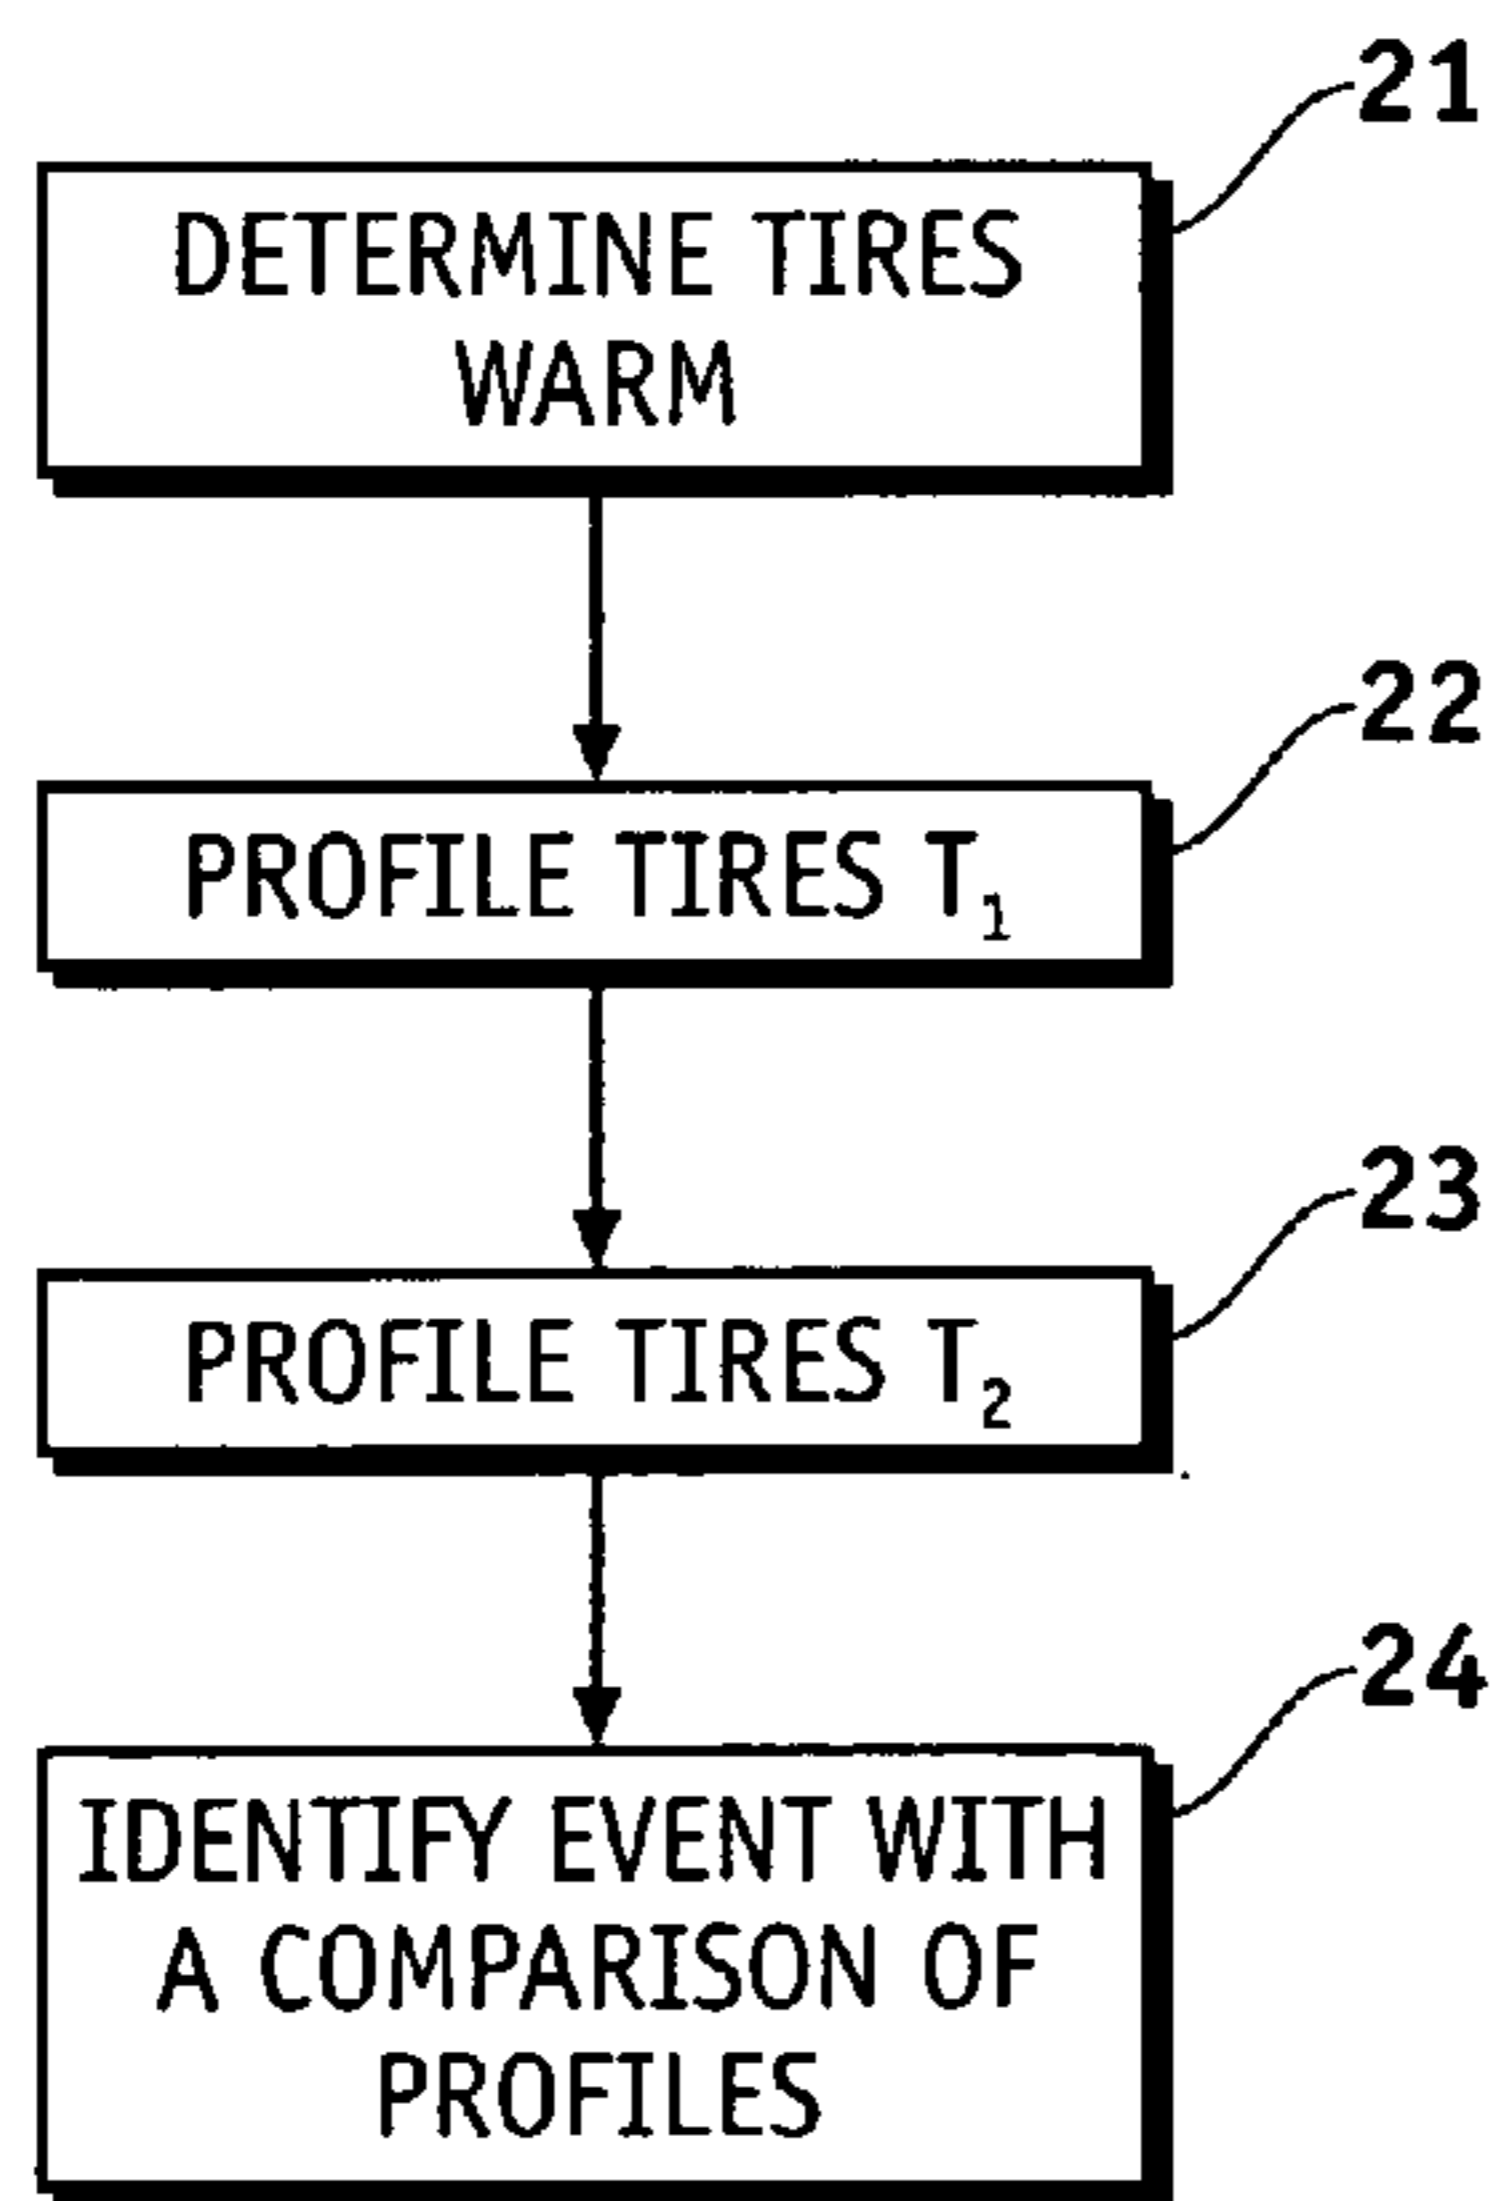 21
DETERMINE TIRES
WARM
22
PROFILE TIRES T₁
23
PROFILE TIRES T₂
24
IDENTIFY EVENT WITH
A COMPARISON OF
PROFILES